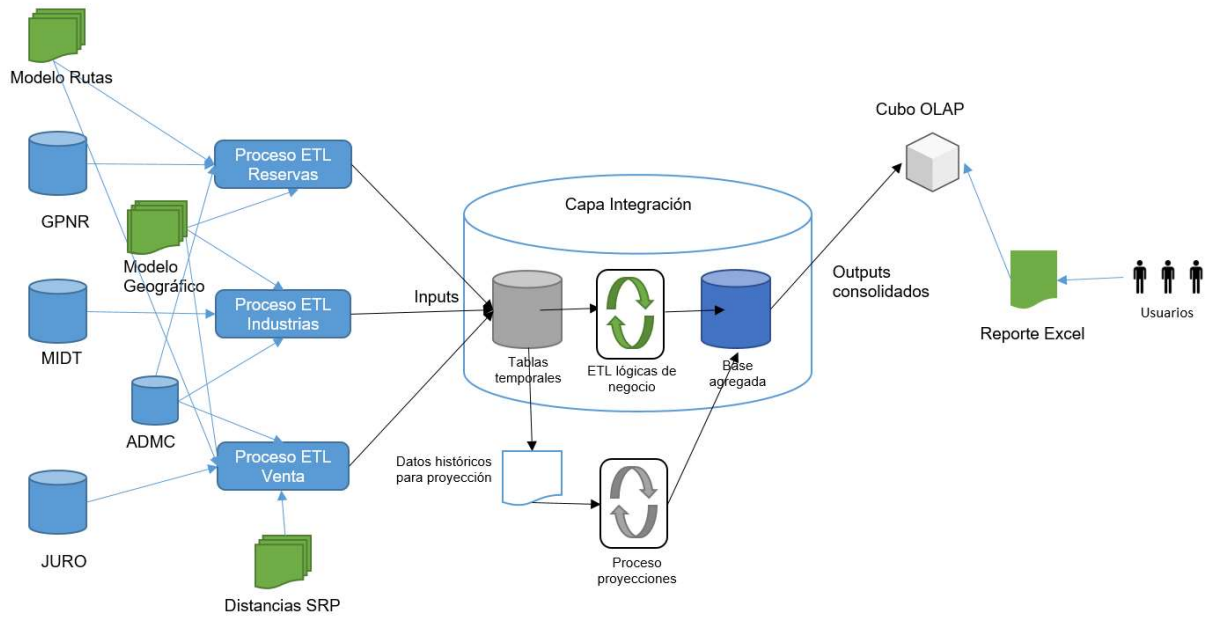 Modelo Rutas
GPNR
Modelo
Geográfico
MIDT
ADMC
JURO
Distancias SRP
Proceso ETL
Reservas
Proceso ETL
Industrias
Proceso ETL
Venta
Inputs
Capa Integración
Tablas
temporales
ETL lógicas de
negocio
Base
agregada
Datos históricos
para proyección
Proceso
proyecciones
Outputs
consolidados
Cubo OLAP
Reporte Excel
Usuarios